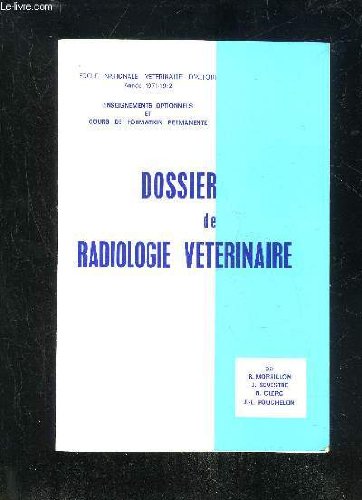 Le-livre.com
ECOLE NATIONALE VETERINAIRE D'ALFORT
Année 1971-1972
ENSEIGNEMENTS OPTIONNELS
ET
COURS DE FORMATION PERMANENTE
DOSSIER
de
RADIOLOGIE VETERINAIRE
par
R. MORAILLON
J. SEVESTRE
B. CLERC
J.-L. POUCHELON